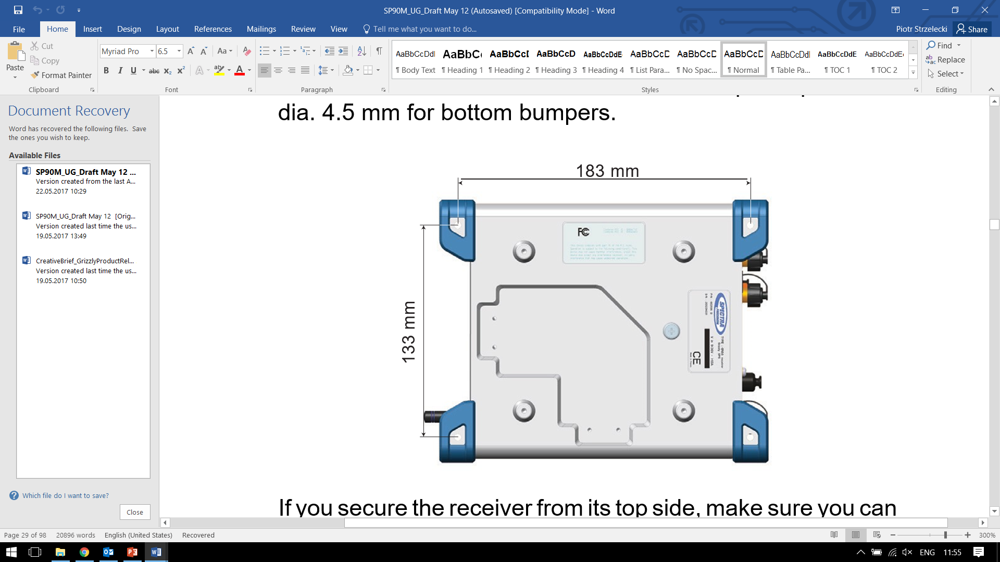 SP90M_UG_Draft May 12 (Autosaved) [Compatibility Mode] - Word
File Home Insert Design Layout References Mailings Review View Tell me what you want to do...
Piotr Strzelecki Share
Paste
Cut
Copy
Format Painter
Clipboard
Myriad Pro 6.5
Font
Paragraph
AaBbCcDdI AaBbC( AaBbCcI AaBbCcD AaBbCcDdE AaBbCcD AaBbCcD AaBbCcD AaBbCcDdI AaBbCcDdE AaBbCcDdE
¶ Body Text ¶ Heading 1 ¶ Heading 2 ¶ Heading 3 ¶ Heading 4 ¶ List Para... ¶ No Spac... ¶ Normal ¶ Table Pa... ¶ TOC 1 ¶ TOC 2
Styles
Find
Replace
Select
Editing
Document Recovery
Word has recovered the following files. Save
the ones you wish to keep.
Available Files
SP90M_UG_Draft May 12 ...
Version created from the last A...
22.05.2017 10:29
SP90M_UG_Draft May 12 [Orig...
Version created last time the us...
19.05.2017 13:49
CreativeBrief_GrizzlyProductRel...
Version created last time the us...
19.05.2017 10:50
Which file do I want to save?
Close
dia. 4.5 mm for bottom bumpers.
183 mm
133 mm
FC
SPECTRA
CE
If you secure the receiver from its top side, make sure you can
Page 29 of 98 20896 words English (United States) Recovered
300%
ENG 11:55